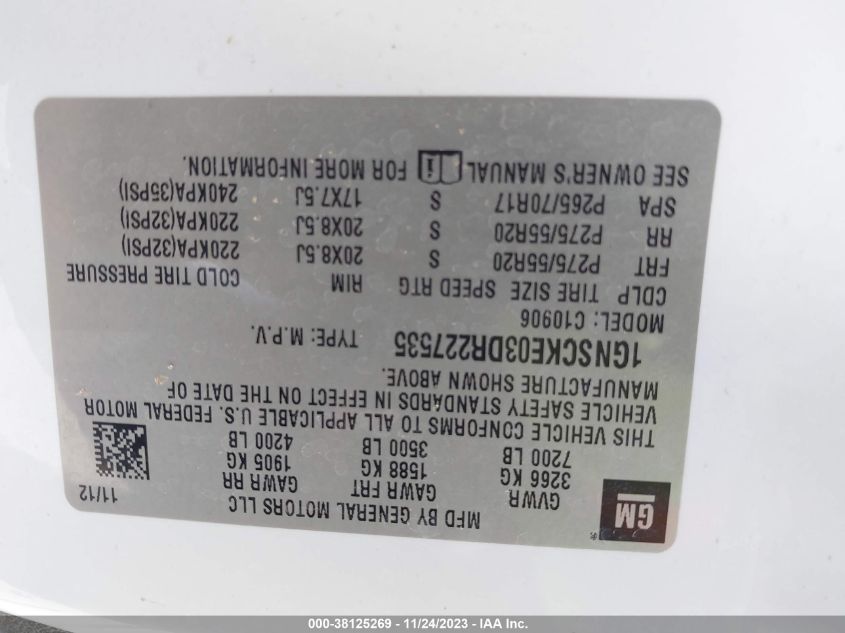 GM
MFD BY GENERAL MOTORS LLC
11/12
GVWR GAWR FRT GAWR RR
3266 KG 1588 KG 1905 KG
7200 LB 3500 LB 4200 LB
THIS VEHICLE CONFORMS TO ALL APPLICABLE U.S. FEDERAL MOTOR
VEHICLE SAFETY STANDARDS IN EFFECT ON THE DATE OF
MANUFACTURE SHOWN ABOVE.
1GNSCKE03DR227535 TYPE: M.P.V.
MODEL: C10906
CDLP TIRE SIZE SPEED RTG RIM COLD TIRE PRESSURE
FRT P275/55R20 S 20X8.5J 220KPA(32PSI)
RR P275/55R20 S 20X8.5J 220KPA(32PSI)
SPA P265/70R17 S 17X7.5J 240KPA(35PSI)
SEE OWNER'S MANUAL FOR MORE INFORMATION.
000-38125269 - 11/24/2023 - IAA Inc.